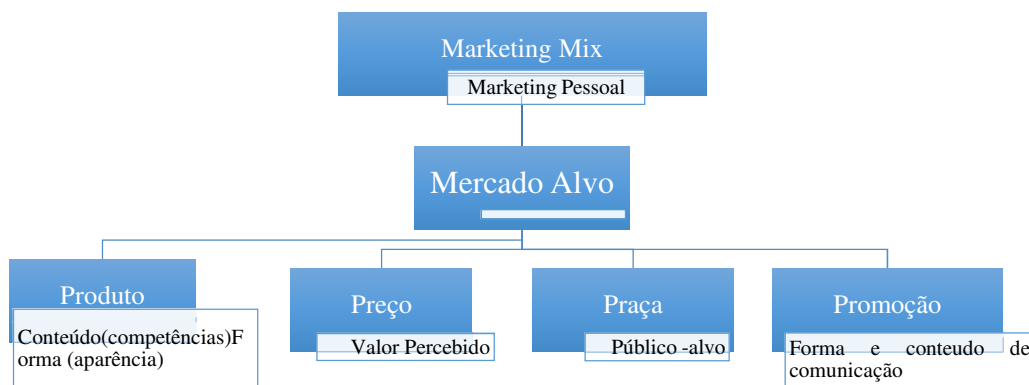 Marketing Mix
Marketing Pessoal
Mercado Alvo
Produto
Conteúdo(competências)F
orma (aparência)
Preço
Valor Percebido
Praça
Público -alvo
Promoção
Forma e conteudo de
comunicação